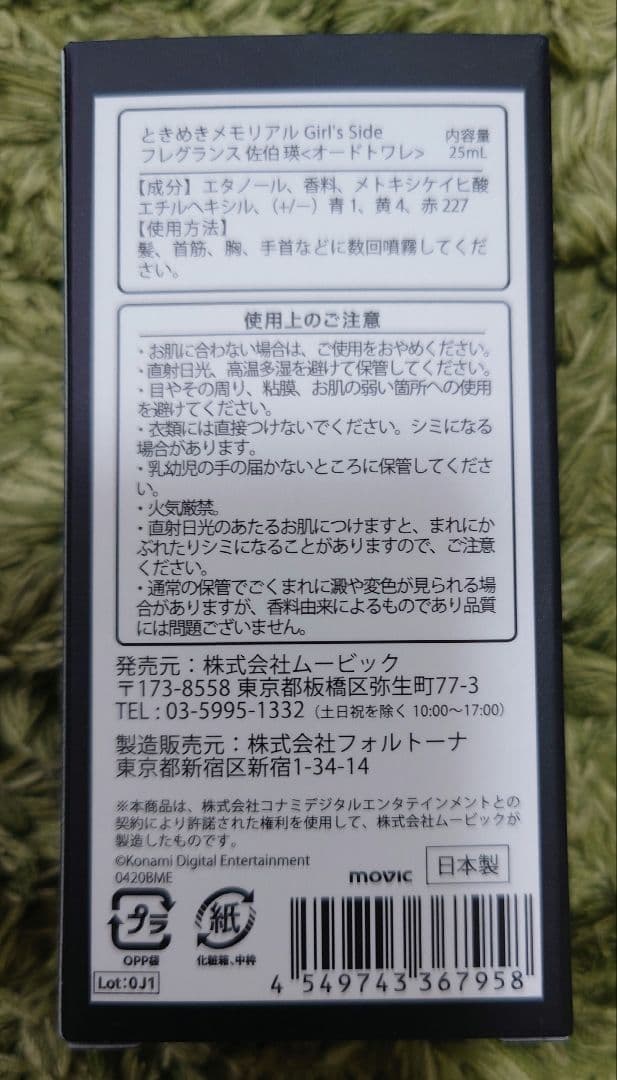 ときめきメモリアル Girl's Side
フレグランス 佐伯 瑛<オードトワレ>
内容量
25mL
【成分】エタノール、香料、メトキシケイヒ酸
エチルヘキシル、(+/−) 青1、黄4、赤227
【使用方法】
髪、首筋、胸、手首などに数回噴霧してくだ
さい。
使用上のご注意
・お肌に合わない場合は、ご使用をおやめください。
・直射日光、高温多湿を避けて保管してください。
・目やその周り、粘膜、お肌の弱い箇所への使用
を避けてください。
・衣類には直接つけないでください。シミになる
場合があります。
・乳幼児の手の届かないところに保管してくださ
い。
・火気厳禁。
・直射日光のあたるお肌につけますと、まれにか
ぶれたりシミになることがありますので、ご注意
ください。
・通常の保管でごくまれに澱や変色が見られる場
合がありますが、香料由来によるものであり品質
には問題ございません。
発売元：株式会社ムービック
〒173-8558 東京都板橋区弥生町77-3
TEL : 03-5995-1332（土日祝を除く 10:00〜17:00）
製造販売元：株式会社フォルトーナ
東京都新宿区新宿1-34-14
※本商品は、株式会社コナミデジタルエンタテインメントとの
契約により許諾された権利を使用して、株式会社ムービックが
製造したものです。
©Konami Digital Entertainment
0420BME
movic
日本製
プラ
OPP袋
紙
化粧箱、中枠
Lot:0J1
4 549743 367958